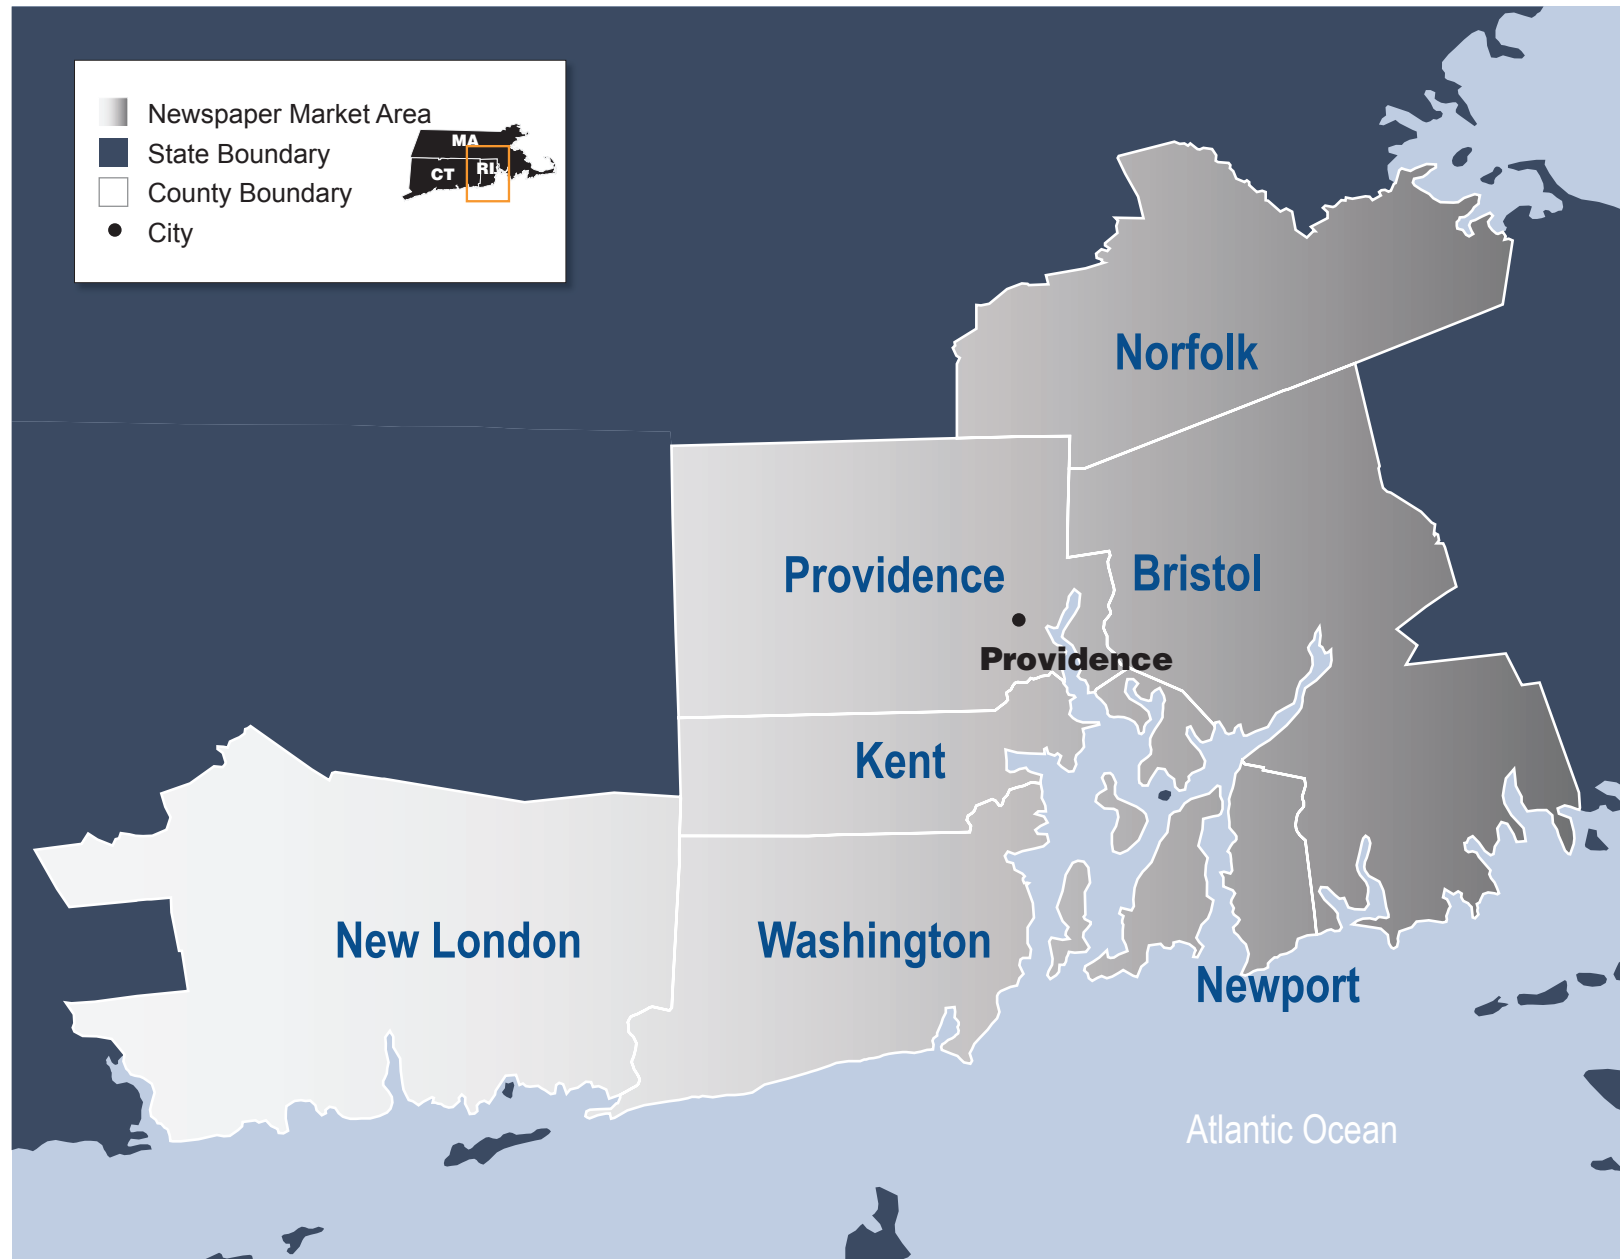 Newspaper Market Area
State Boundary
County Boundary
City
MA
CT
RI
Norfolk
Providence
Bristol
Providence
Kent
New London
Washington
Newport
Atlantic Ocean